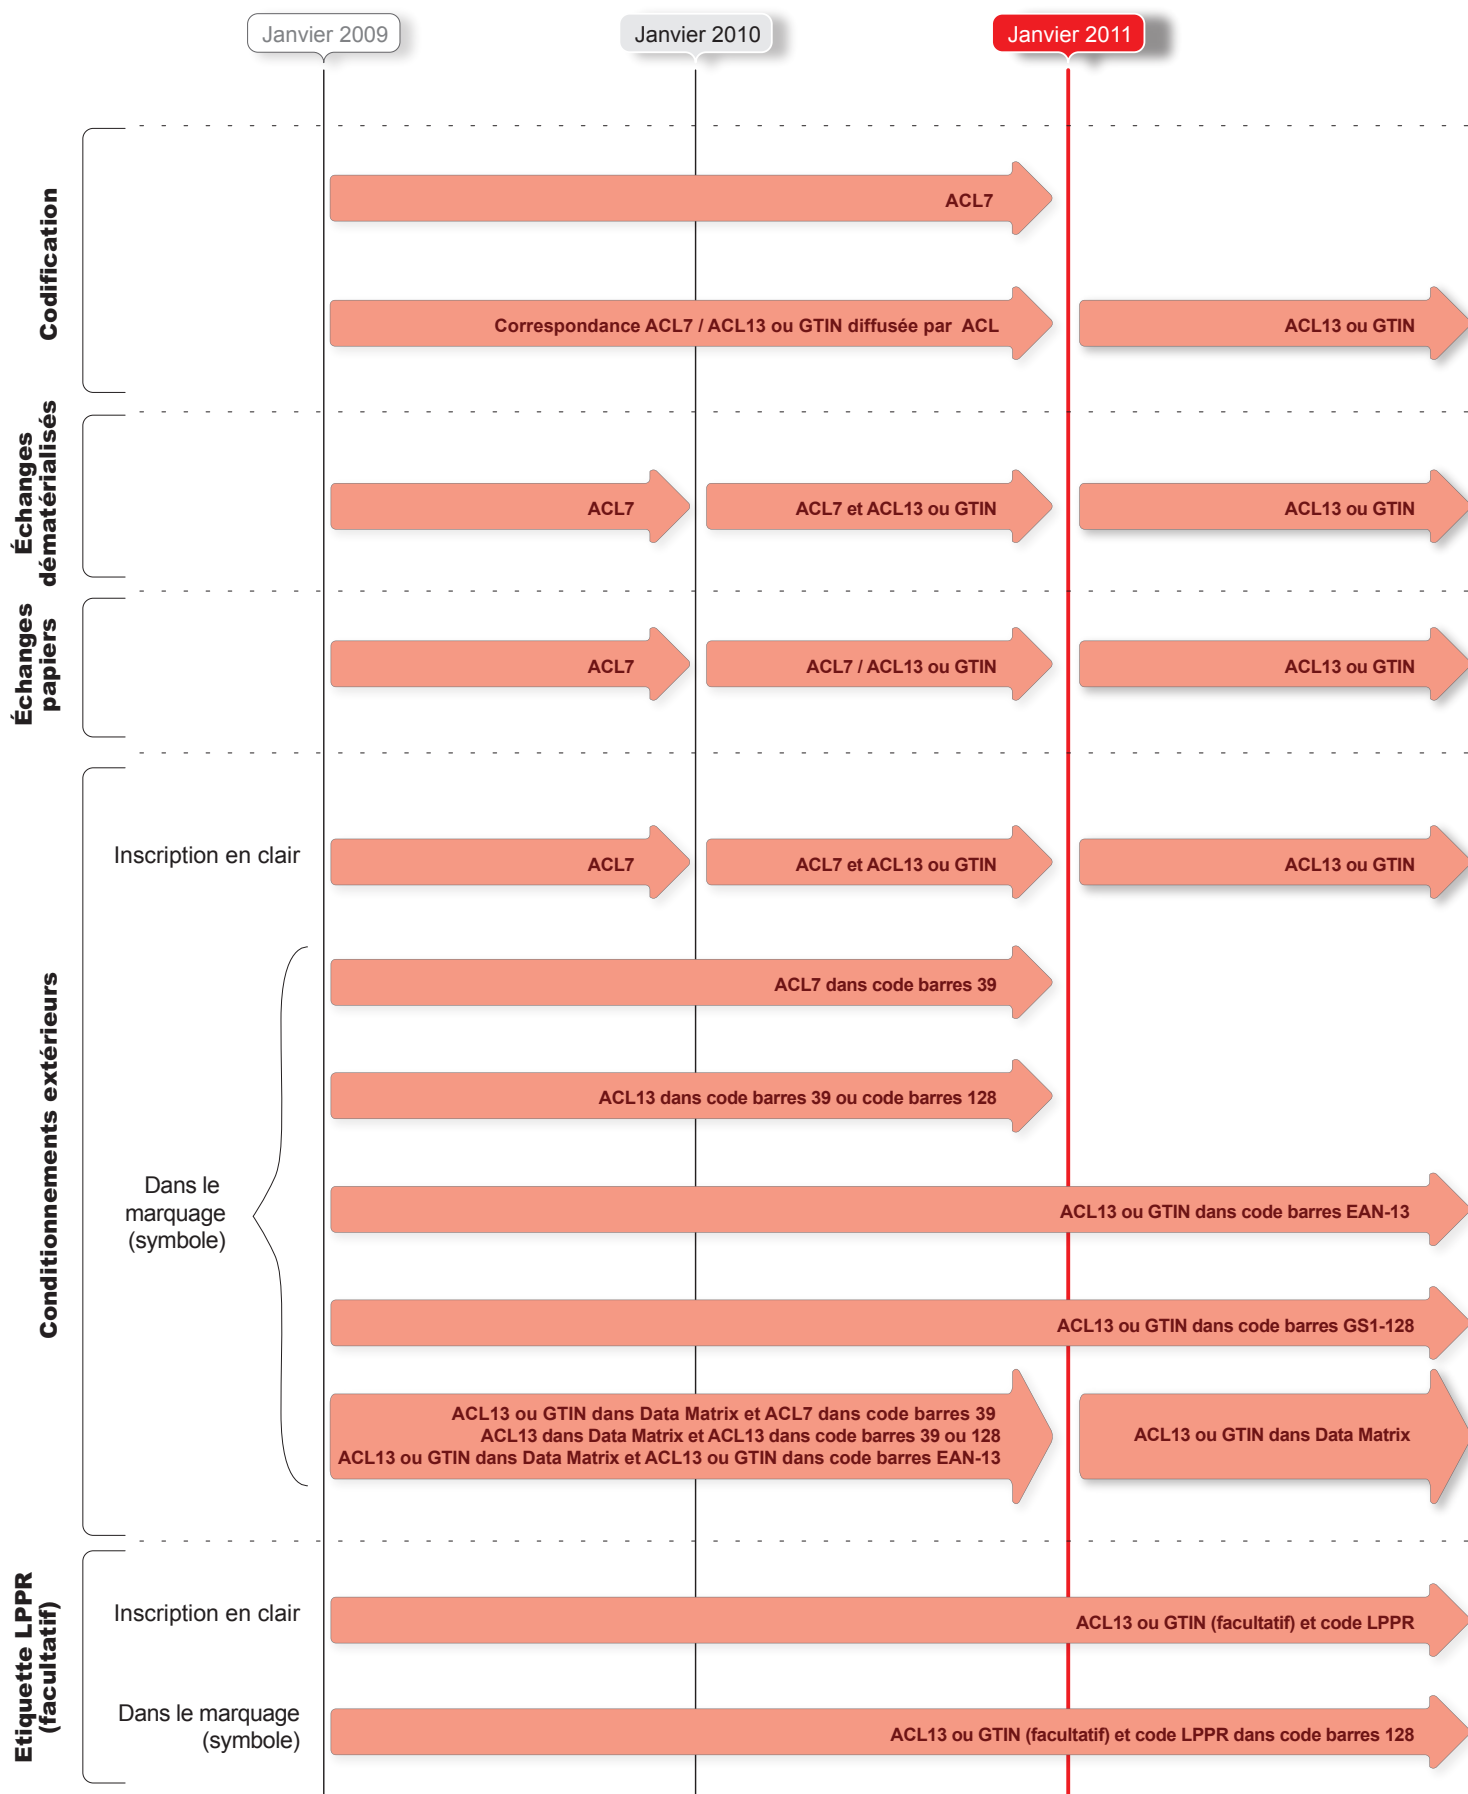 Janvier 2009
Janvier 2010
Janvier 2011
Codification
ACL7
Correspondance ACL7 / ACL13 ou GTIN diffusée par ACL
ACL13 ou GTIN
Échanges
dématérialisés
ACL7
ACL7 et ACL13 ou GTIN
ACL13 ou GTIN
Échanges
papiers
ACL7
ACL7 / ACL13 ou GTIN
ACL13 ou GTIN
Conditionnements extérieurs
Inscription en clair
ACL7
ACL7 et ACL13 ou GTIN
ACL13 ou GTIN
Dans le
marquage
(symbole)
ACL7 dans code barres 39
ACL13 dans code barres 39 ou code barres 128
ACL13 ou GTIN dans code barres EAN-13
ACL13 ou GTIN dans code barres GS1-128
ACL13 ou GTIN dans Data Matrix et ACL7 dans code barres 39
ACL13 dans Data Matrix et ACL13 dans code barres 39 ou 128
ACL13 ou GTIN dans Data Matrix et ACL13 ou GTIN dans code barres EAN-13
ACL13 ou GTIN dans Data Matrix
Etiquette LPPR
(facultatif)
Inscription en clair
ACL13 ou GTIN (facultatif) et code LPPR
Dans le marquage
(symbole)
ACL13 ou GTIN (facultatif) et code LPPR dans code barres 128